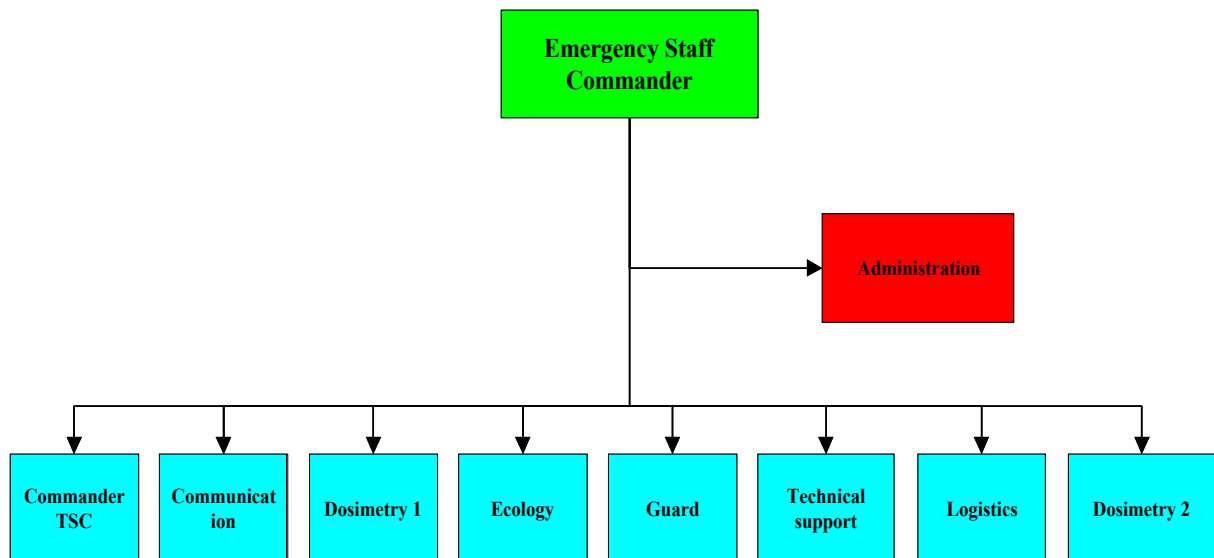 Emergency Staff
Commander
Administration
Commander
TSC
Communicat
ion
Dosimetry 1
Ecology
Guard
Technical
support
Logistics
Dosimetry 2